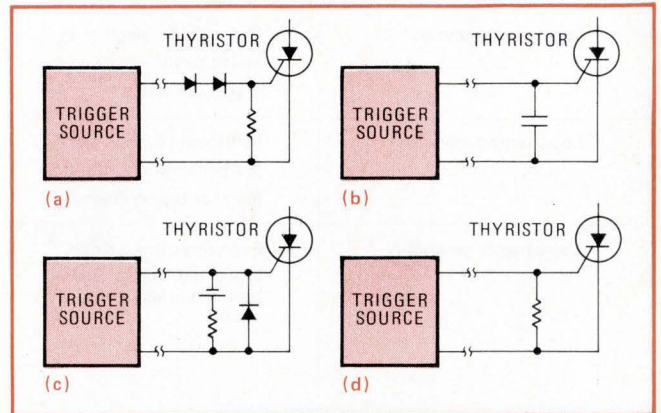 THYRISTOR
TRIGGER
SOURCE
(a)
THYRISTOR
TRIGGER
SOURCE
(b)
THYRISTOR
TRIGGER
SOURCE
(c)
THYRISTOR
TRIGGER
SOURCE
(d)